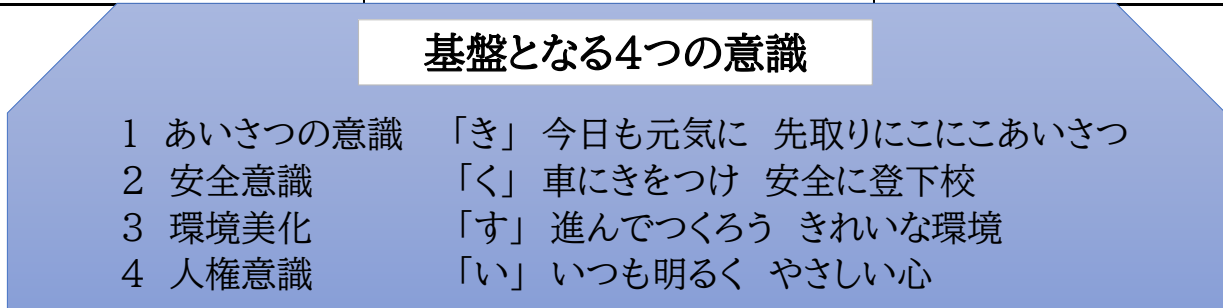 基盤となる4つの意識
1 あいさつの意識 「き」 今日も元気に 先取りにこにこあいさつ
2 安全意識 「く」 車にきをつけ 安全に登下校
3 環境美化 「す」 進んでつくろう きれいな環境
4 人権意識 「い」 いつも明るく やさしい心